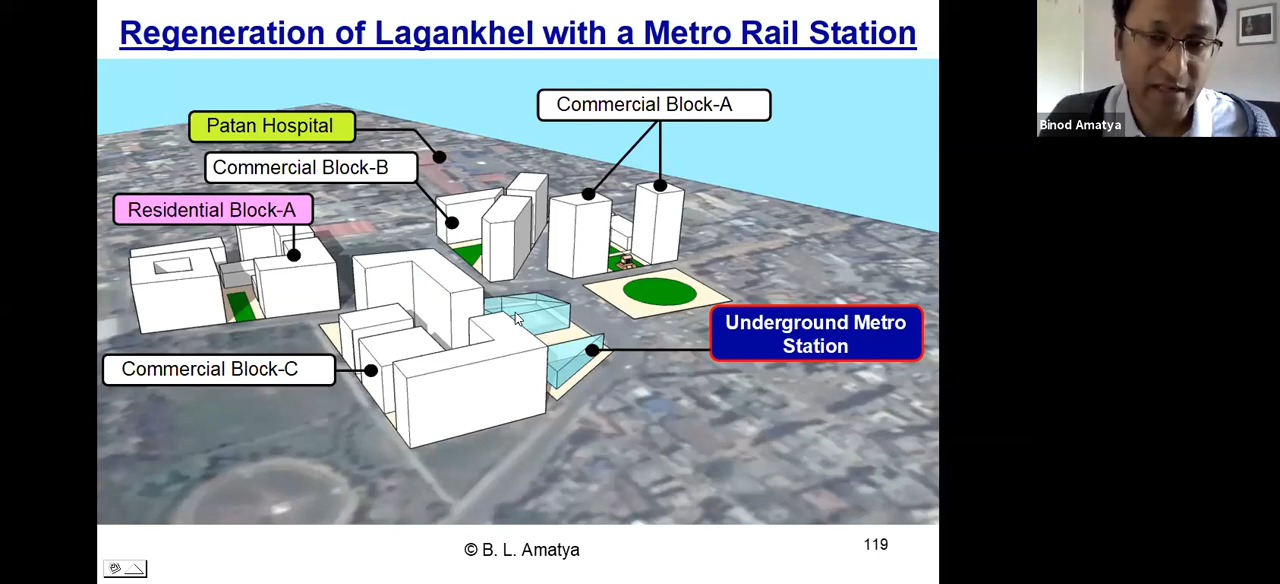 Regeneration of Lagankhel with a Metro Rail Station
Commercial Block-A
Patan Hospital
Commercial Block-B
Residential Block-A
Underground Metro
Station
Commercial Block-C
© B. L. Amatya
119
Binod Amatya